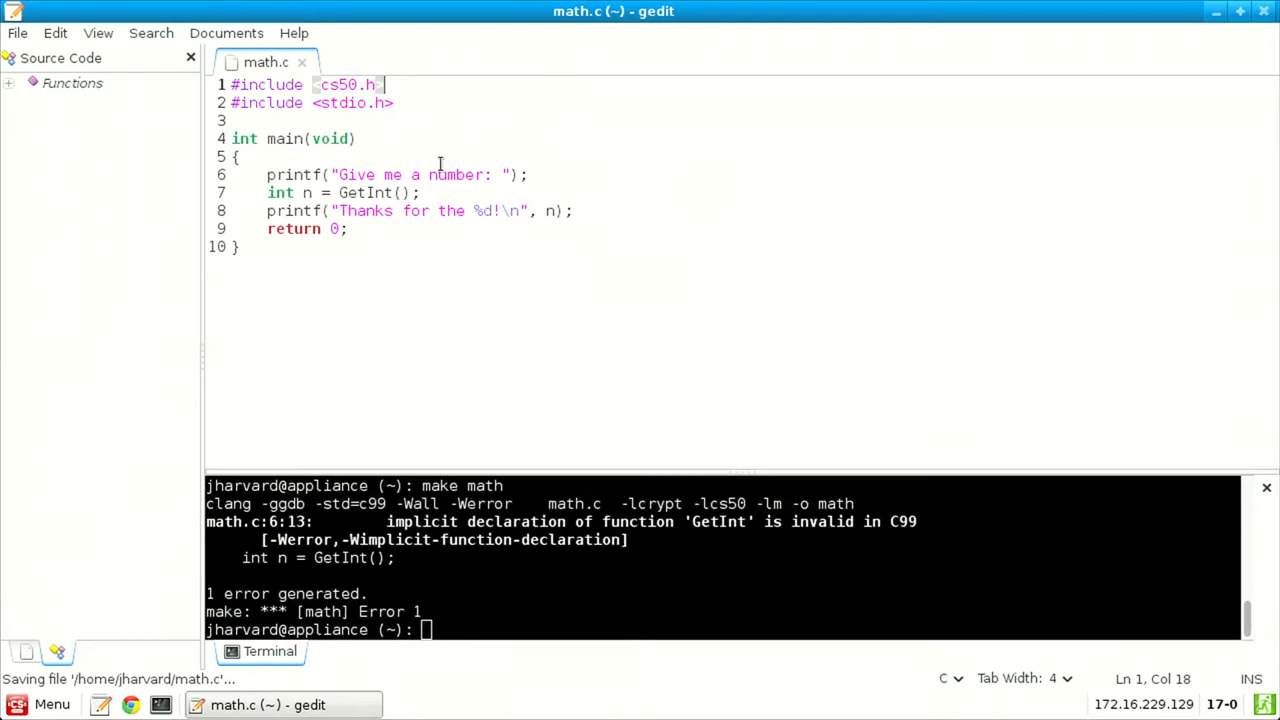 math.c (~) - gedit
File Edit View Search Documents Help
Source Code
math.c
Functions
1 #include <cs50.h>
2 #include <stdio.h>
3
4 int main(void)
5 {
6     printf("Give me a number: ");
7     int n = GetInt();
8     printf("Thanks for the %d!\n", n);
9     return 0;
10 }
jharvard@appliance (~): make math
clang -ggdb -std=c99 -Wall -Werror    math.c  -lcrypt -lcs50 -lm -o math
math.c:6:13:       implicit declaration of function 'GetInt' is invalid in C99
      [-Werror,-Wimplicit-function-declaration]
    int n = GetInt();
1 error generated.
make: *** [math] Error 1
jharvard@appliance (~):
Terminal
Saving file '/home/jharvard/math.c'...
C Tab Width: 4 Ln 1, Col 18 INS
CS50 Menu math.c (~) - gedit 172.16.229.129 17-0